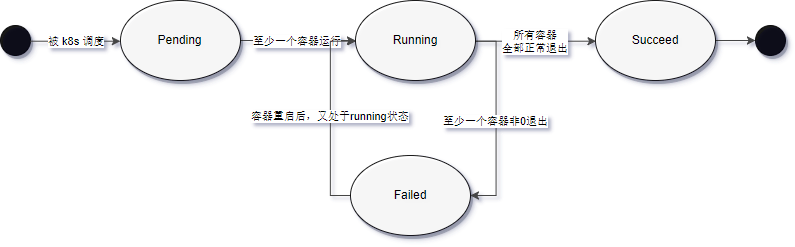 被 k8s 调度
Pending
至少一个容器运行
Running
所有容器
全部正常退出
Succeed
容器重启后，又处于running状态
至少一个容器非0退出
Failed